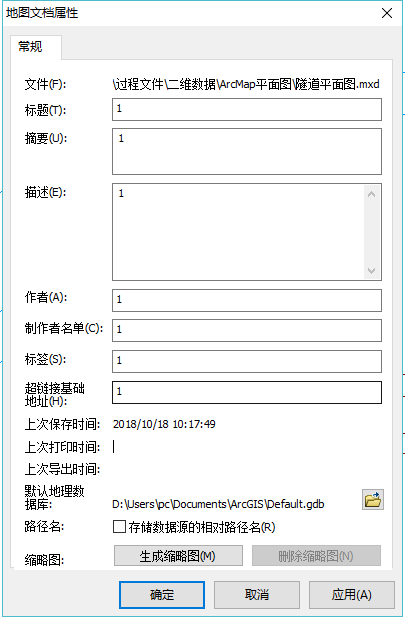 地图文档属性
常规
文件(F): \过程文件\二维数据\ArcMap平面图\隧道平面图.mxd
标题(T): 1
摘要(U): 1
描述(E): 1
作者(A): 1
制作者名单(C): 1
标签(S): 1
超链接基础
地址(H): 1
上次保存时间: 2018/10/18 10:17:49
上次打印时间:
上次导出时间:
默认地理数
据库: D:\Users\pc\Documents\ArcGIS\Default.gdb
路径名: 存储数据源的相对路径名(R)
缩略图: 生成缩略图(M) 删除缩略图(N)
确定 取消 应用(A)